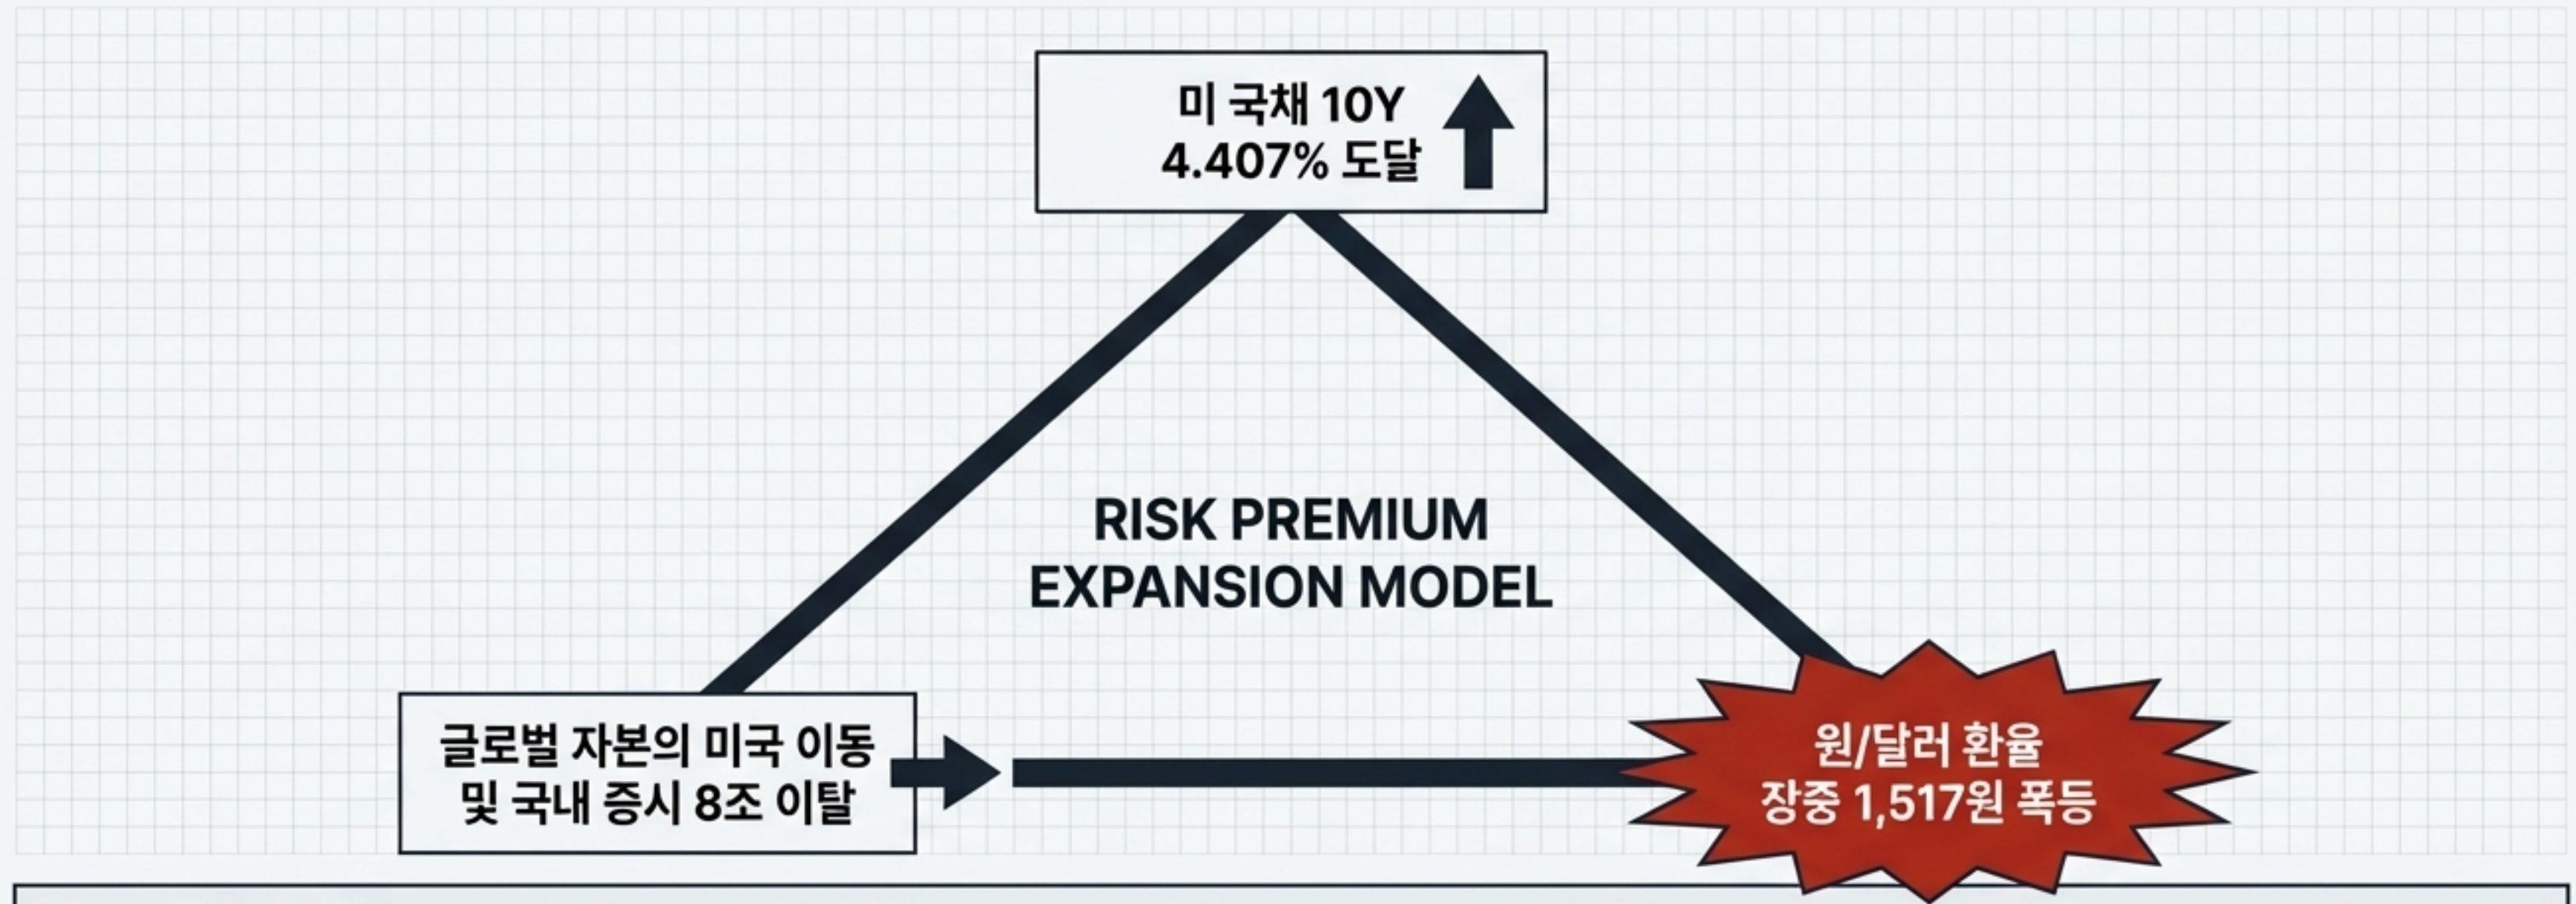 미 국채 10Y
4.407% 도달
RISK PREMIUM
EXPANSION MODEL
글로벌 자본의 미국 이동
및 국내 증시 8조 이탈
원/달러 환율
장중 1,517원 폭등